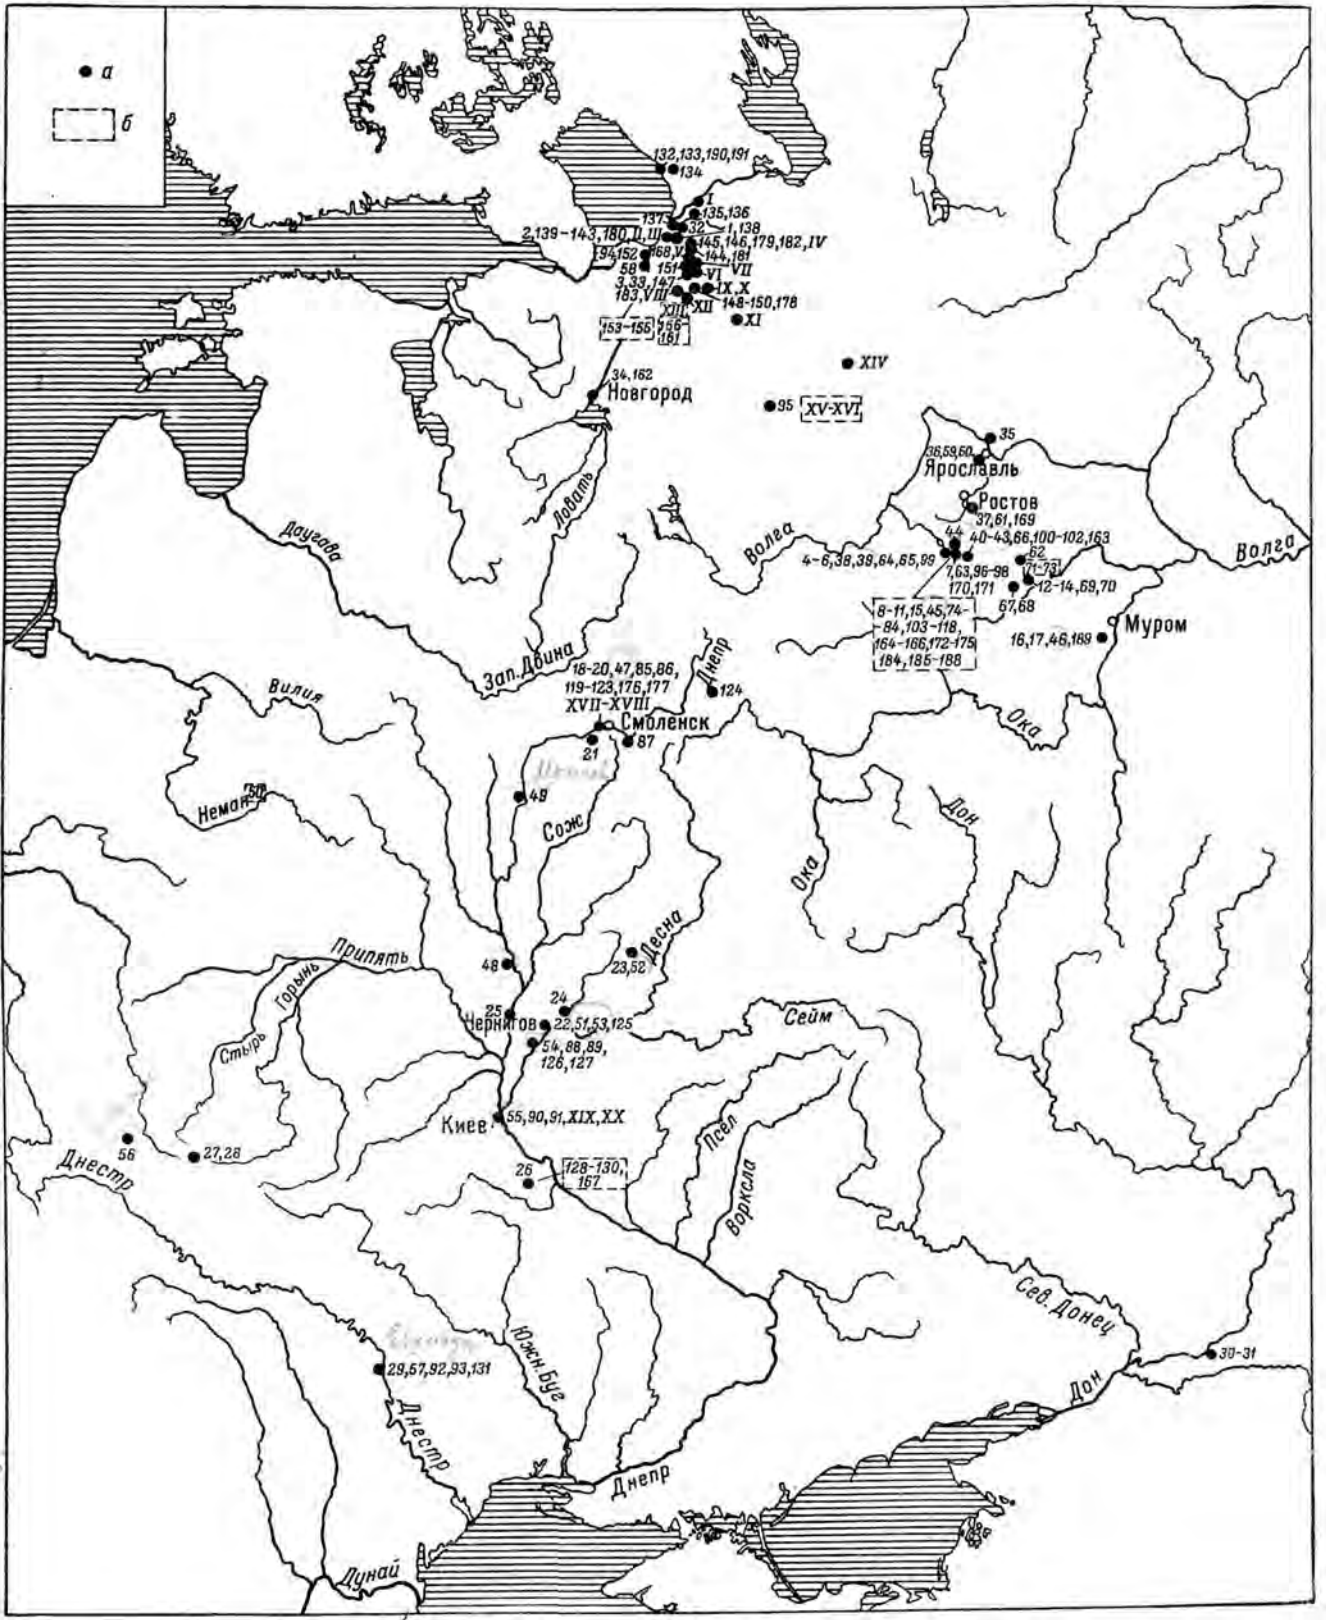 а
б
132,133,190,191
134
I
135,136
137
32
1,138
2,139-143,180,II,III
145,146,179,182,IV
168,V
144,181
94,152
58
151
VII
VI
3,33,147
IX,X
183,VIII
148-150,178
XII
XIII
XI
153-155
156-
161
XIV
34,162
Новгород
95
XV-XVI
35
36,59,60
Ярославль
Ростов
37,61,169
Ловать
Даугава
Волга
Волга
44
40-43,66,100-102,163
4-6,38,39,64,65,99
62
71-73
7,63,96-98
170,171
12-14,69,70
67,68
8-11,15,45,74-
-84,103-118,
164-166,172-175
184,185-188
Муром
16,17,46,189
Зап. Двина
Днепр
18-20,47,85,86,
119-123,176,177
XVII-XVIII
124
Вилия
Смоленск
21
87
Ока
49
Неман
50
Сож
Дон
Ока
Припять
Десна
48
23,52
Горынь
24
25
Чернигов
22,51,53,125
Сейм
Стырь
54,88,89,
126,127
Киев
55,90,91,XIX,XX
Псёл
56
27,28
Днестр
26
128-130,
167
Ворксла
Сев. Донец
Южн. Буг
30-31
29,57,92,93,131
Дон
Днестр
Днепр
Дунай